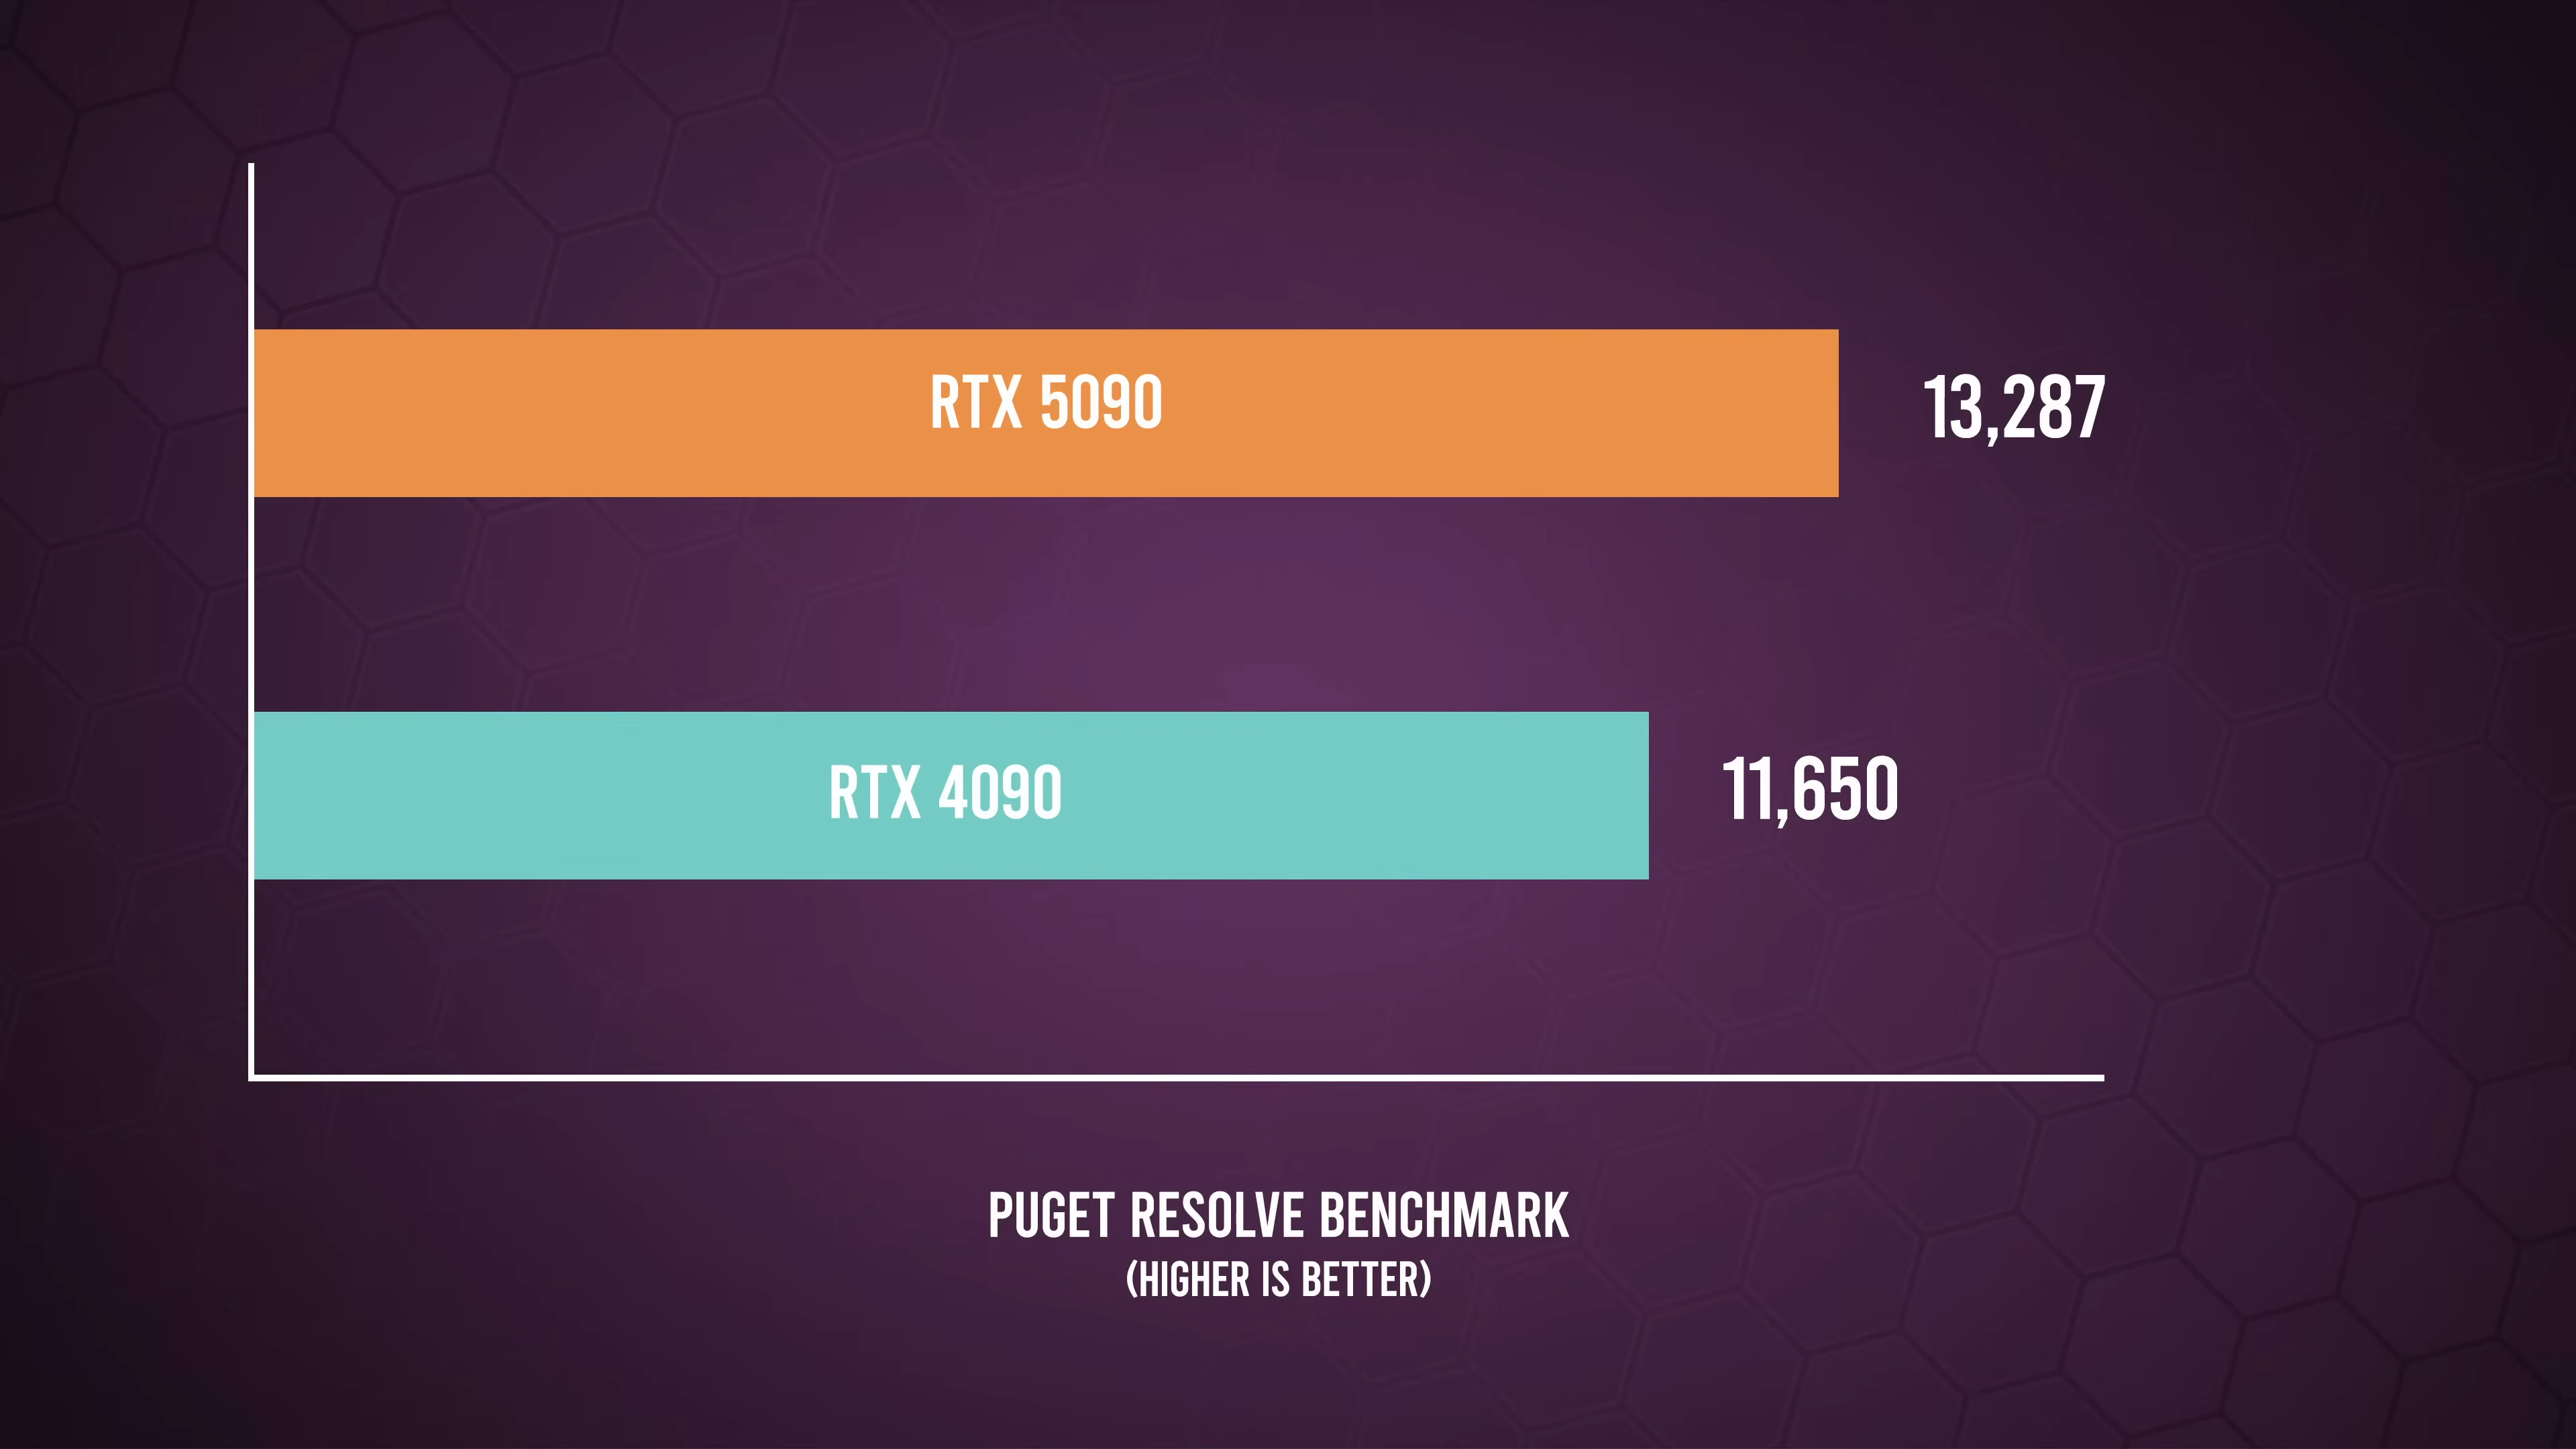 RTX 5090
13,287
RTX 4090
11,650
PUGET RESOLVE BENCHMARK
(HIGHER IS BETTER)